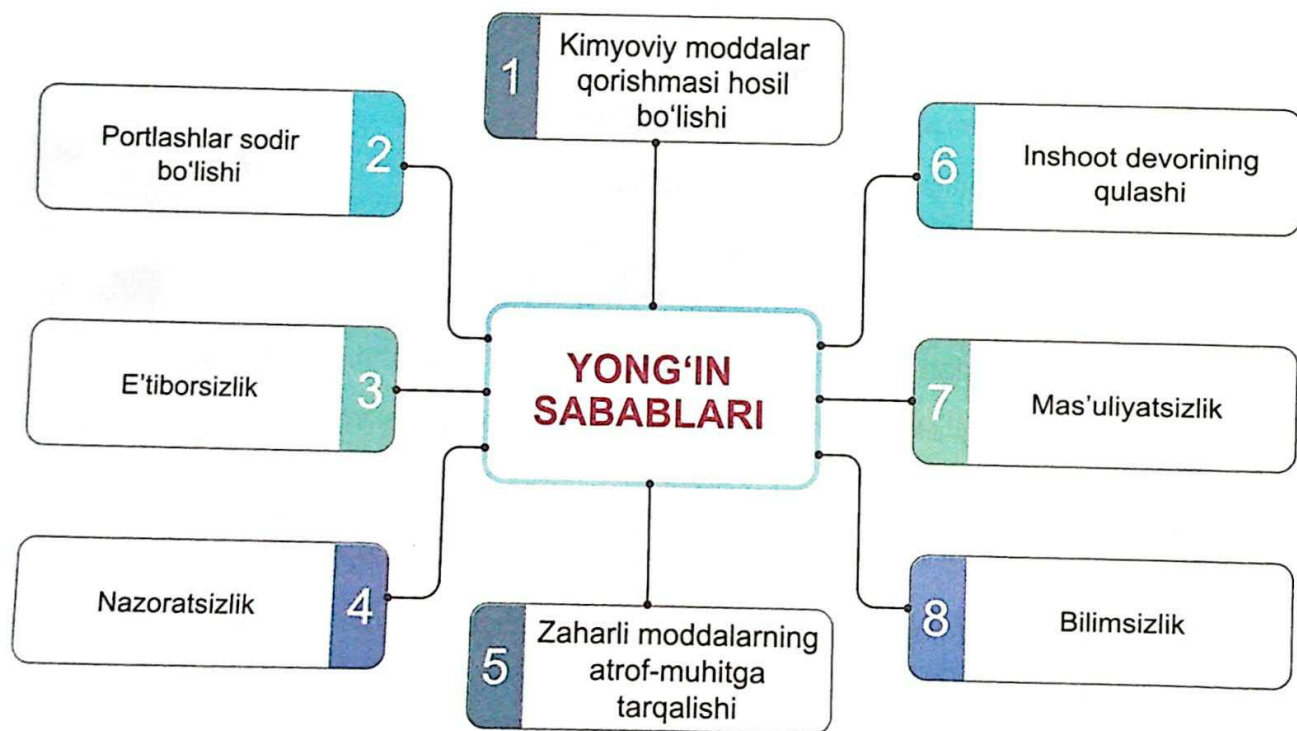 1
Kimyoviy moddalar
qorishmasi hosil
bo‘lishi
2
Portlashlar sodir
bo‘lishi
3
E'tiborsizlik
4
Nazoratsizlik
5
Zaharli moddalarning
atrof-muhitga
tarqalishi
6
Inshoot devorining
qulashi
7
Mas’uliyatsizlik
8
Bilimsizlik
YONG‘IN
SABABLARI